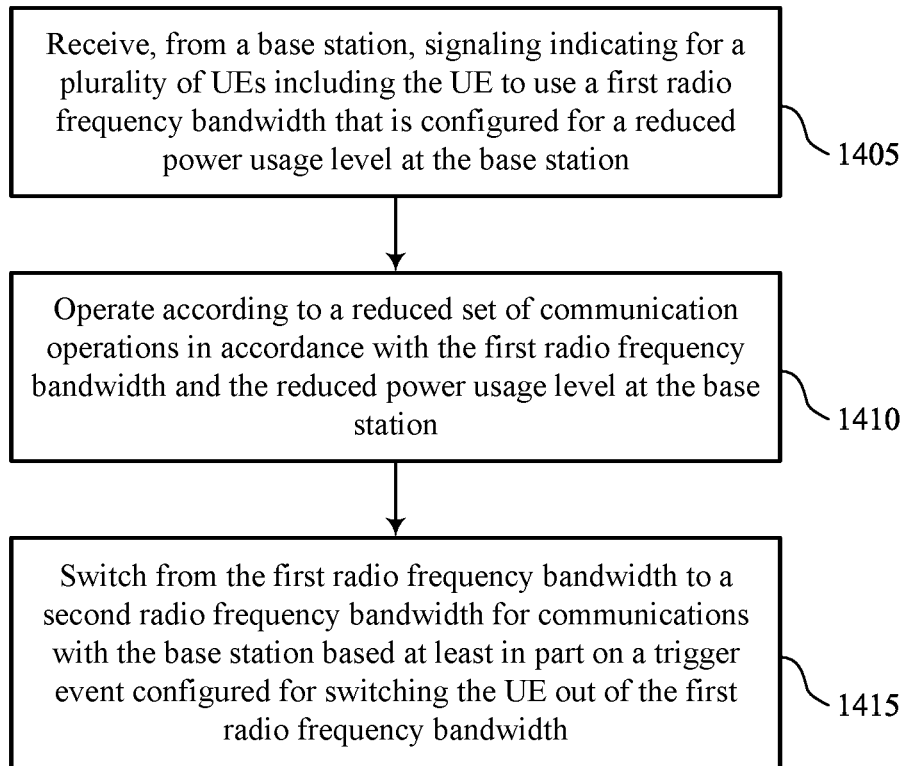 Receive, from a base station, signaling indicating for a
plurality of UEs including the UE to use a first radio
frequency bandwidth that is configured for a reduced
power usage level at the base station
1405
Operate according to a reduced set of communication
operations in accordance with the first radio frequency
bandwidth and the reduced power usage level at the base
station
1410
Switch from the first radio frequency bandwidth to a
second radio frequency bandwidth for communications
with the base station based at least in part on a trigger
event configured for switching the UE out of the first
radio frequency bandwidth
1415